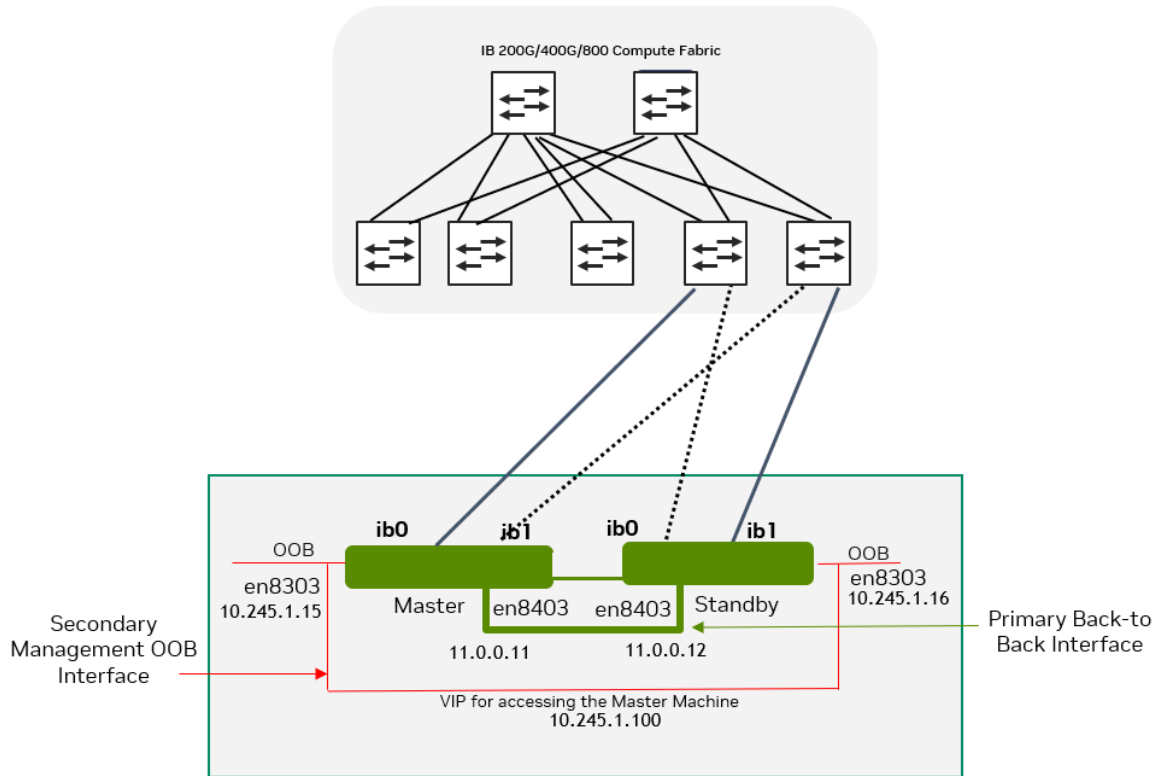 IB 200G/400G/800 Compute Fabric
ib0
ib1
ib0
ib1
OOB
OOB
en8303
10.245.1.15
Master
en8403
en8403
Standby
en8303
10.245.1.16
Secondary
Management OOB
Interface
11.0.0.11
11.0.0.12
Primary Back-to
Back Interface
VIP for accessing the Master Machine
10.245.1.100